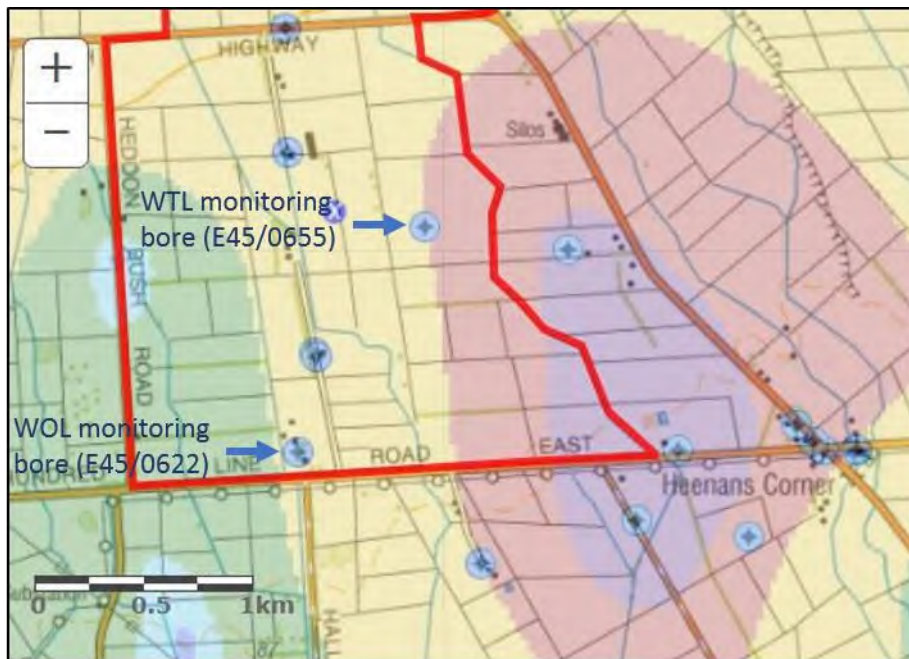 +
−
HIGHWAY
HEDDON
BUSH
ROAD
Silos
WTL monitoring
bore (E45/0655)
WOL monitoring
bore (E45/0622)
LINE
ROAD
EAST
Heenans Corner
0
0.5
1km
87